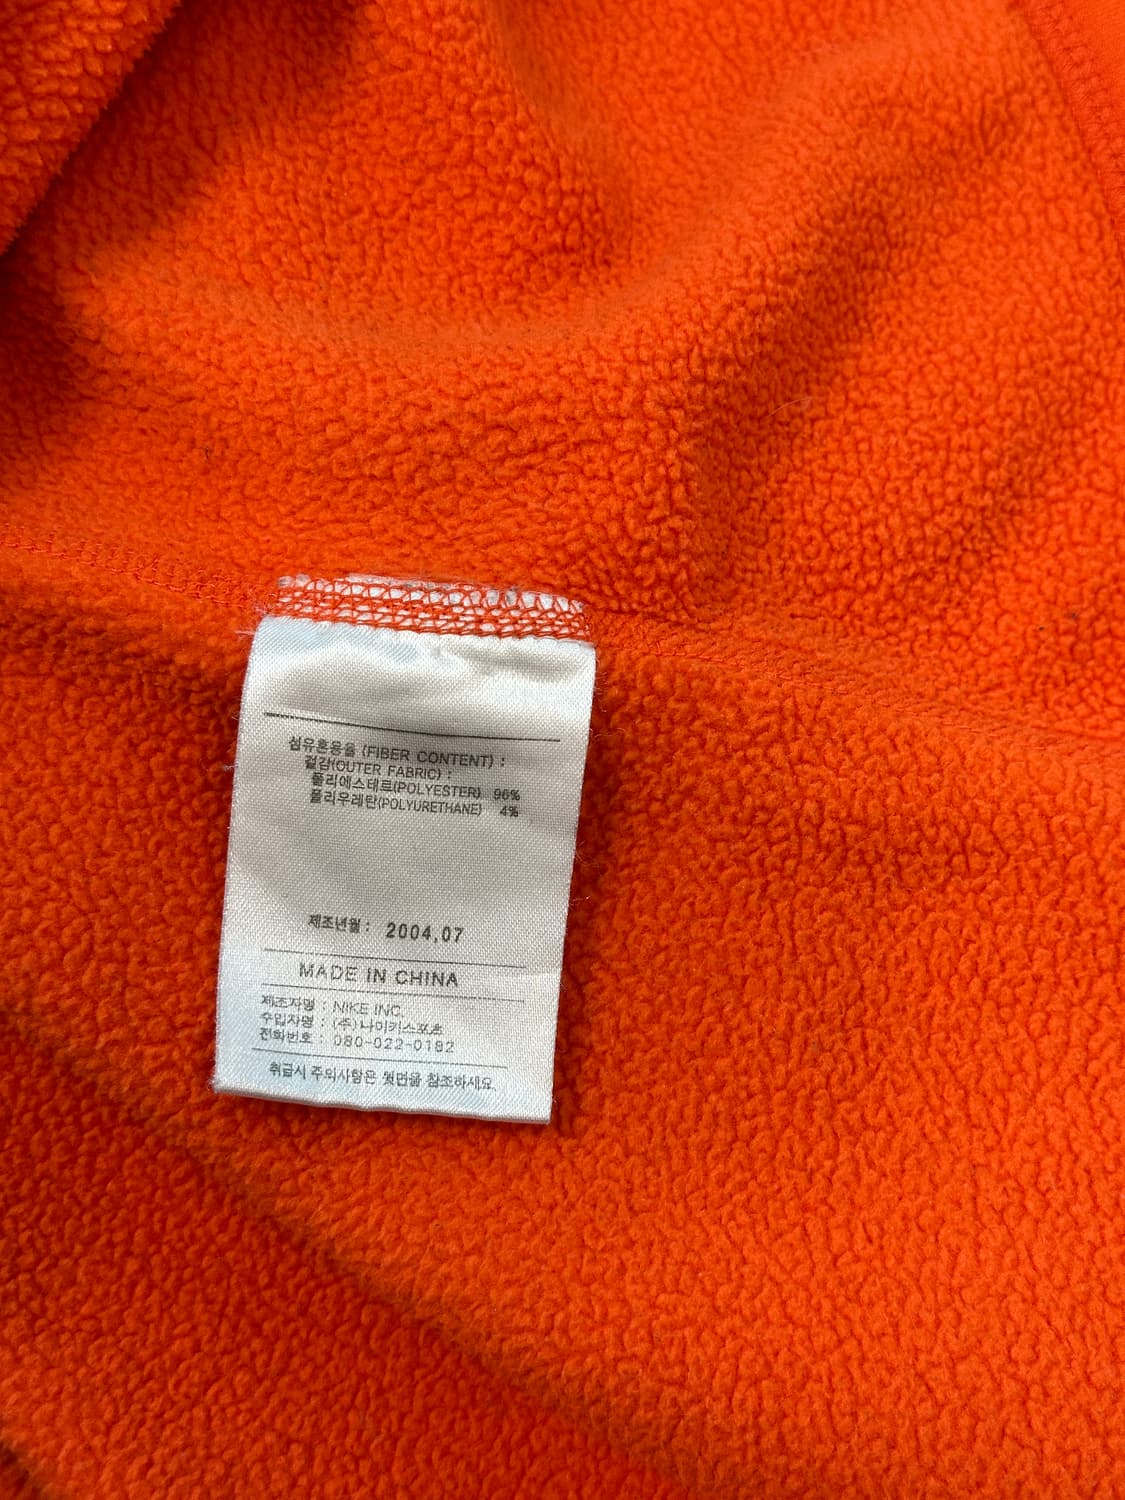 섬유혼용율 (FIBER CONTENT) :
겉감(OUTER FABRIC) :
폴리에스테르(POLYESTER) 96%
폴리우레탄(POLYURETHANE) 4%
제조년월 : 2004.07
MADE IN CHINA
제조자명 : NIKE INC.
수입자명 : (주)나이키스포츠
전화번호 : 080-022-0182
취급시 주의사항은 뒷면을 참조하세요.